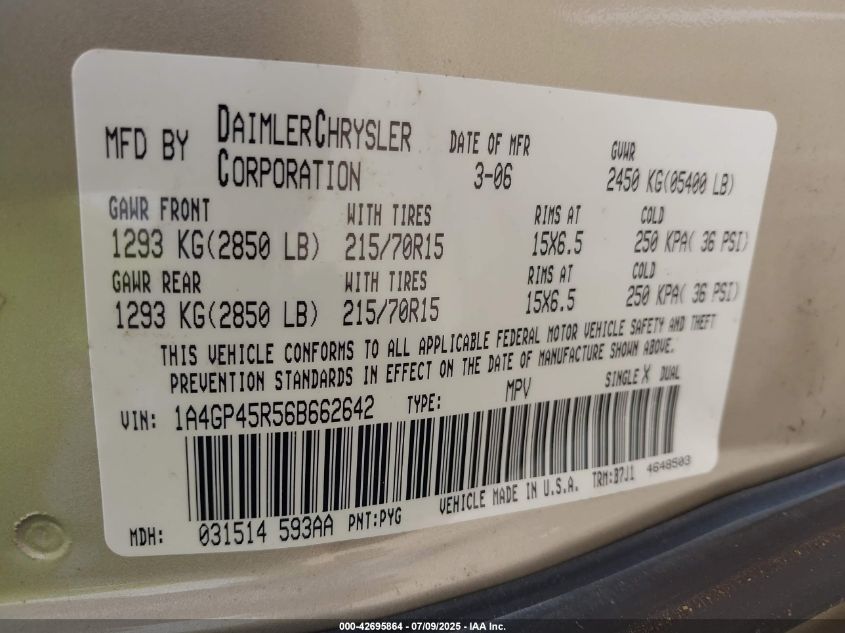 MFD BY DAIMLERCHRYSLER CORPORATION DATE OF MFR 3-06 GVWR 2450 KG(05400 LB)
GAWR FRONT WITH TIRES RIMS AT COLD
1293 KG(2850 LB) 215/70R15 15X6.5 250 KPA( 36 PSI)
GAWR REAR WITH TIRES RIMS AT COLD
1293 KG(2850 LB) 215/70R15 15X6.5 250 KPA( 36 PSI)
THIS VEHICLE CONFORMS TO ALL APPLICABLE FEDERAL MOTOR VEHICLE SAFETY AND THEFT
PREVENTION STANDARDS IN EFFECT ON THE DATE OF MANUFACTURE SHOWN ABOVE.
VIN: 1A4GP45R56B662642 TYPE: MPV SINGLE X DUAL
MDH: 031514 593AA PNT:PYG VEHICLE MADE IN U.S.A. TRM:B7J1 4648503
000-42695864 - 07/09/2025 - IAA Inc.